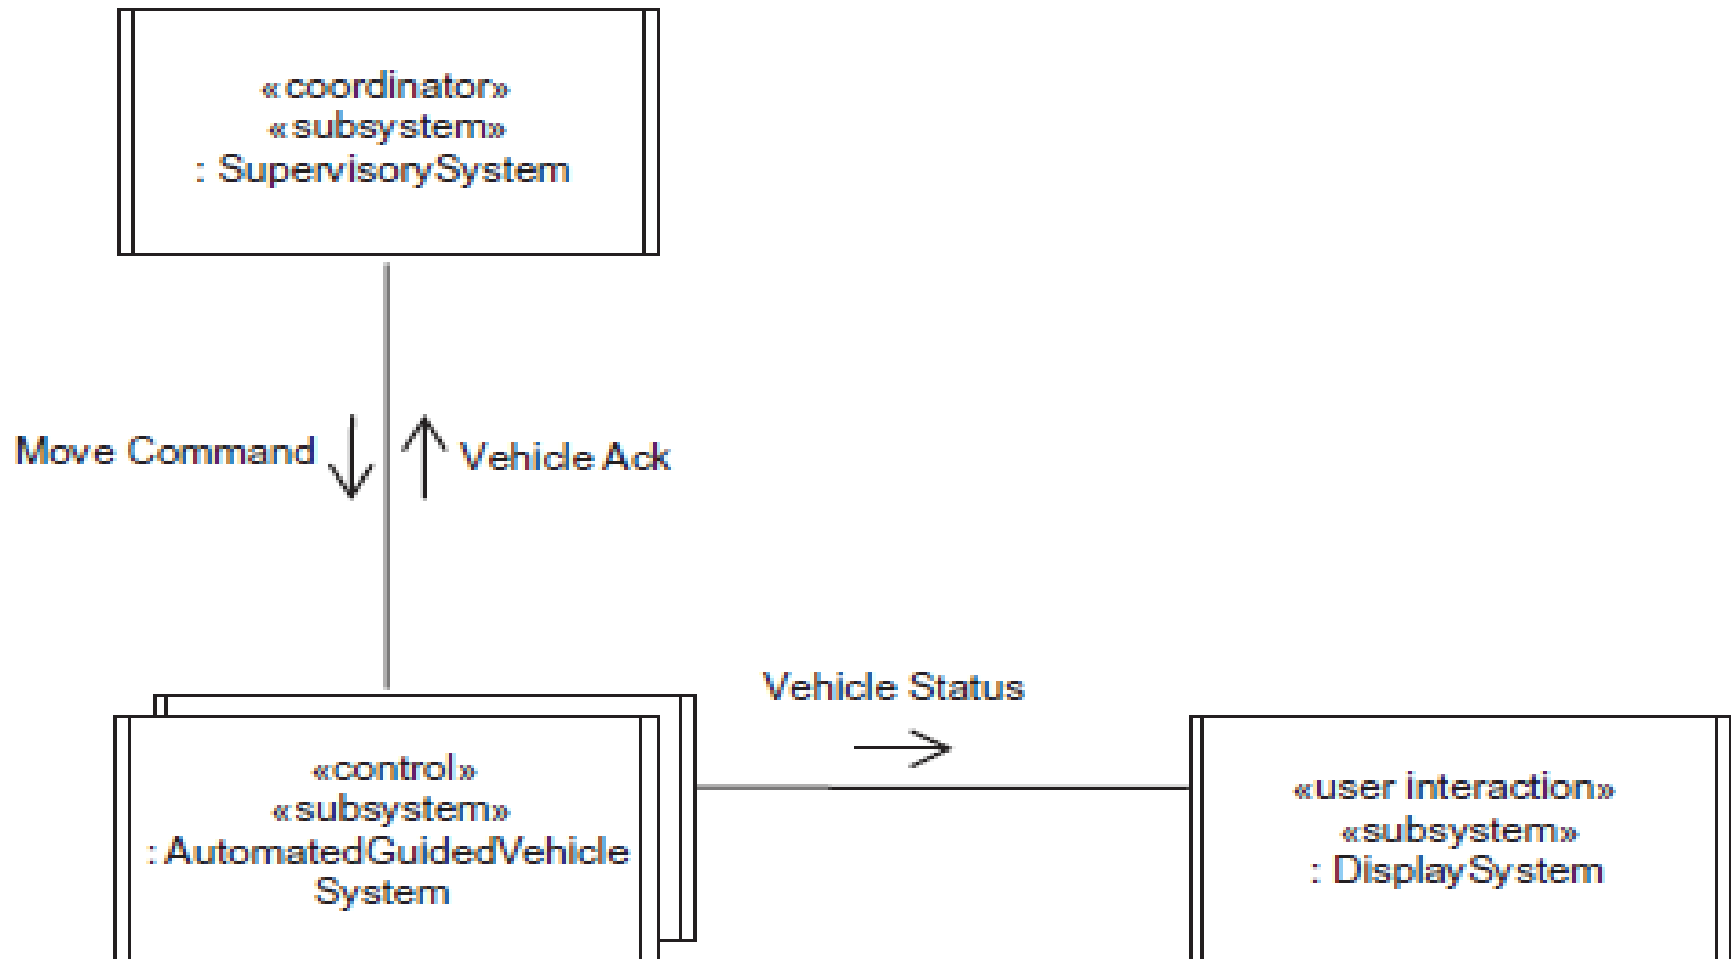 «coordinator»
«subsystem»
: SupervisorySystem
Move Command
Vehicle Ack
Vehicle Status
«control»
«subsystem»
: AutomatedGuidedVehicle
System
«user interaction»
«subsystem»
: DisplaySystem